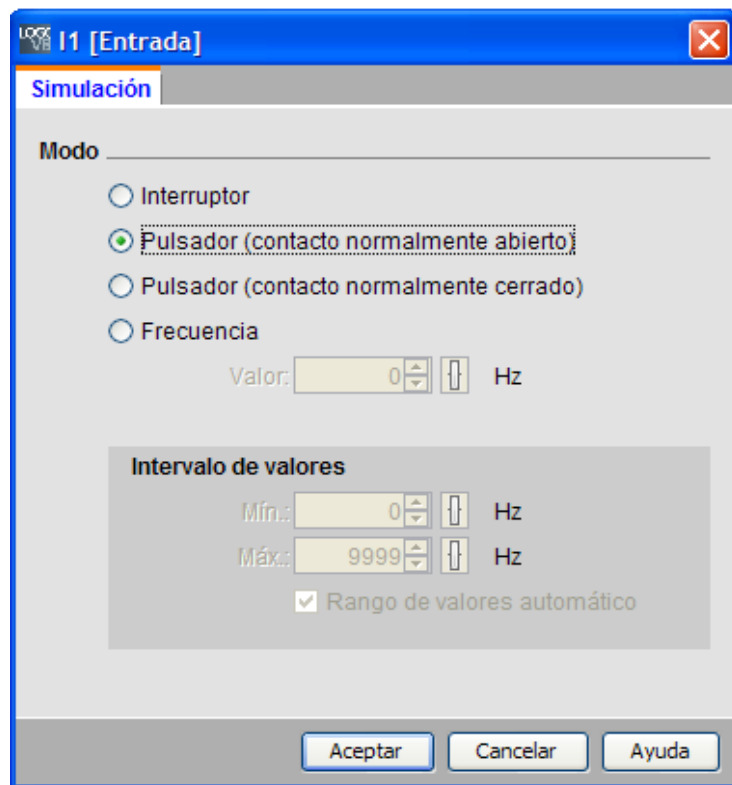 I1 [Entrada]
Simulación
Modo
Interruptor
Pulsador (contacto normalmente abierto)
Pulsador (contacto normalmente cerrado)
Frecuencia
Valor: 0 Hz
Intervalo de valores
Mín.: 0 Hz
Máx.: 9999 Hz
Rango de valores automático
Aceptar Cancelar Ayuda